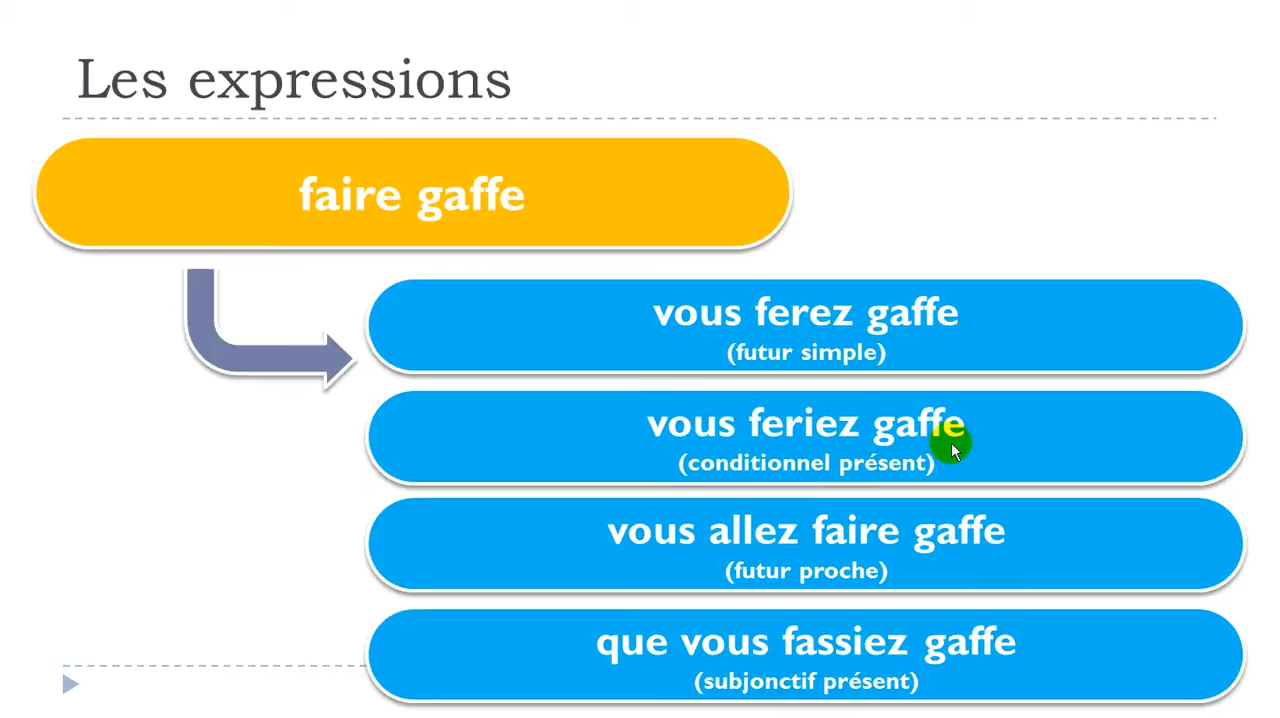 Les expressions
faire gaffe
vous ferez gaffe
(futur simple)
vous feriez gaffe
(conditionnel présent)
vous allez faire gaffe
(futur proche)
que vous fassiez gaffe
(subjonctif présent)